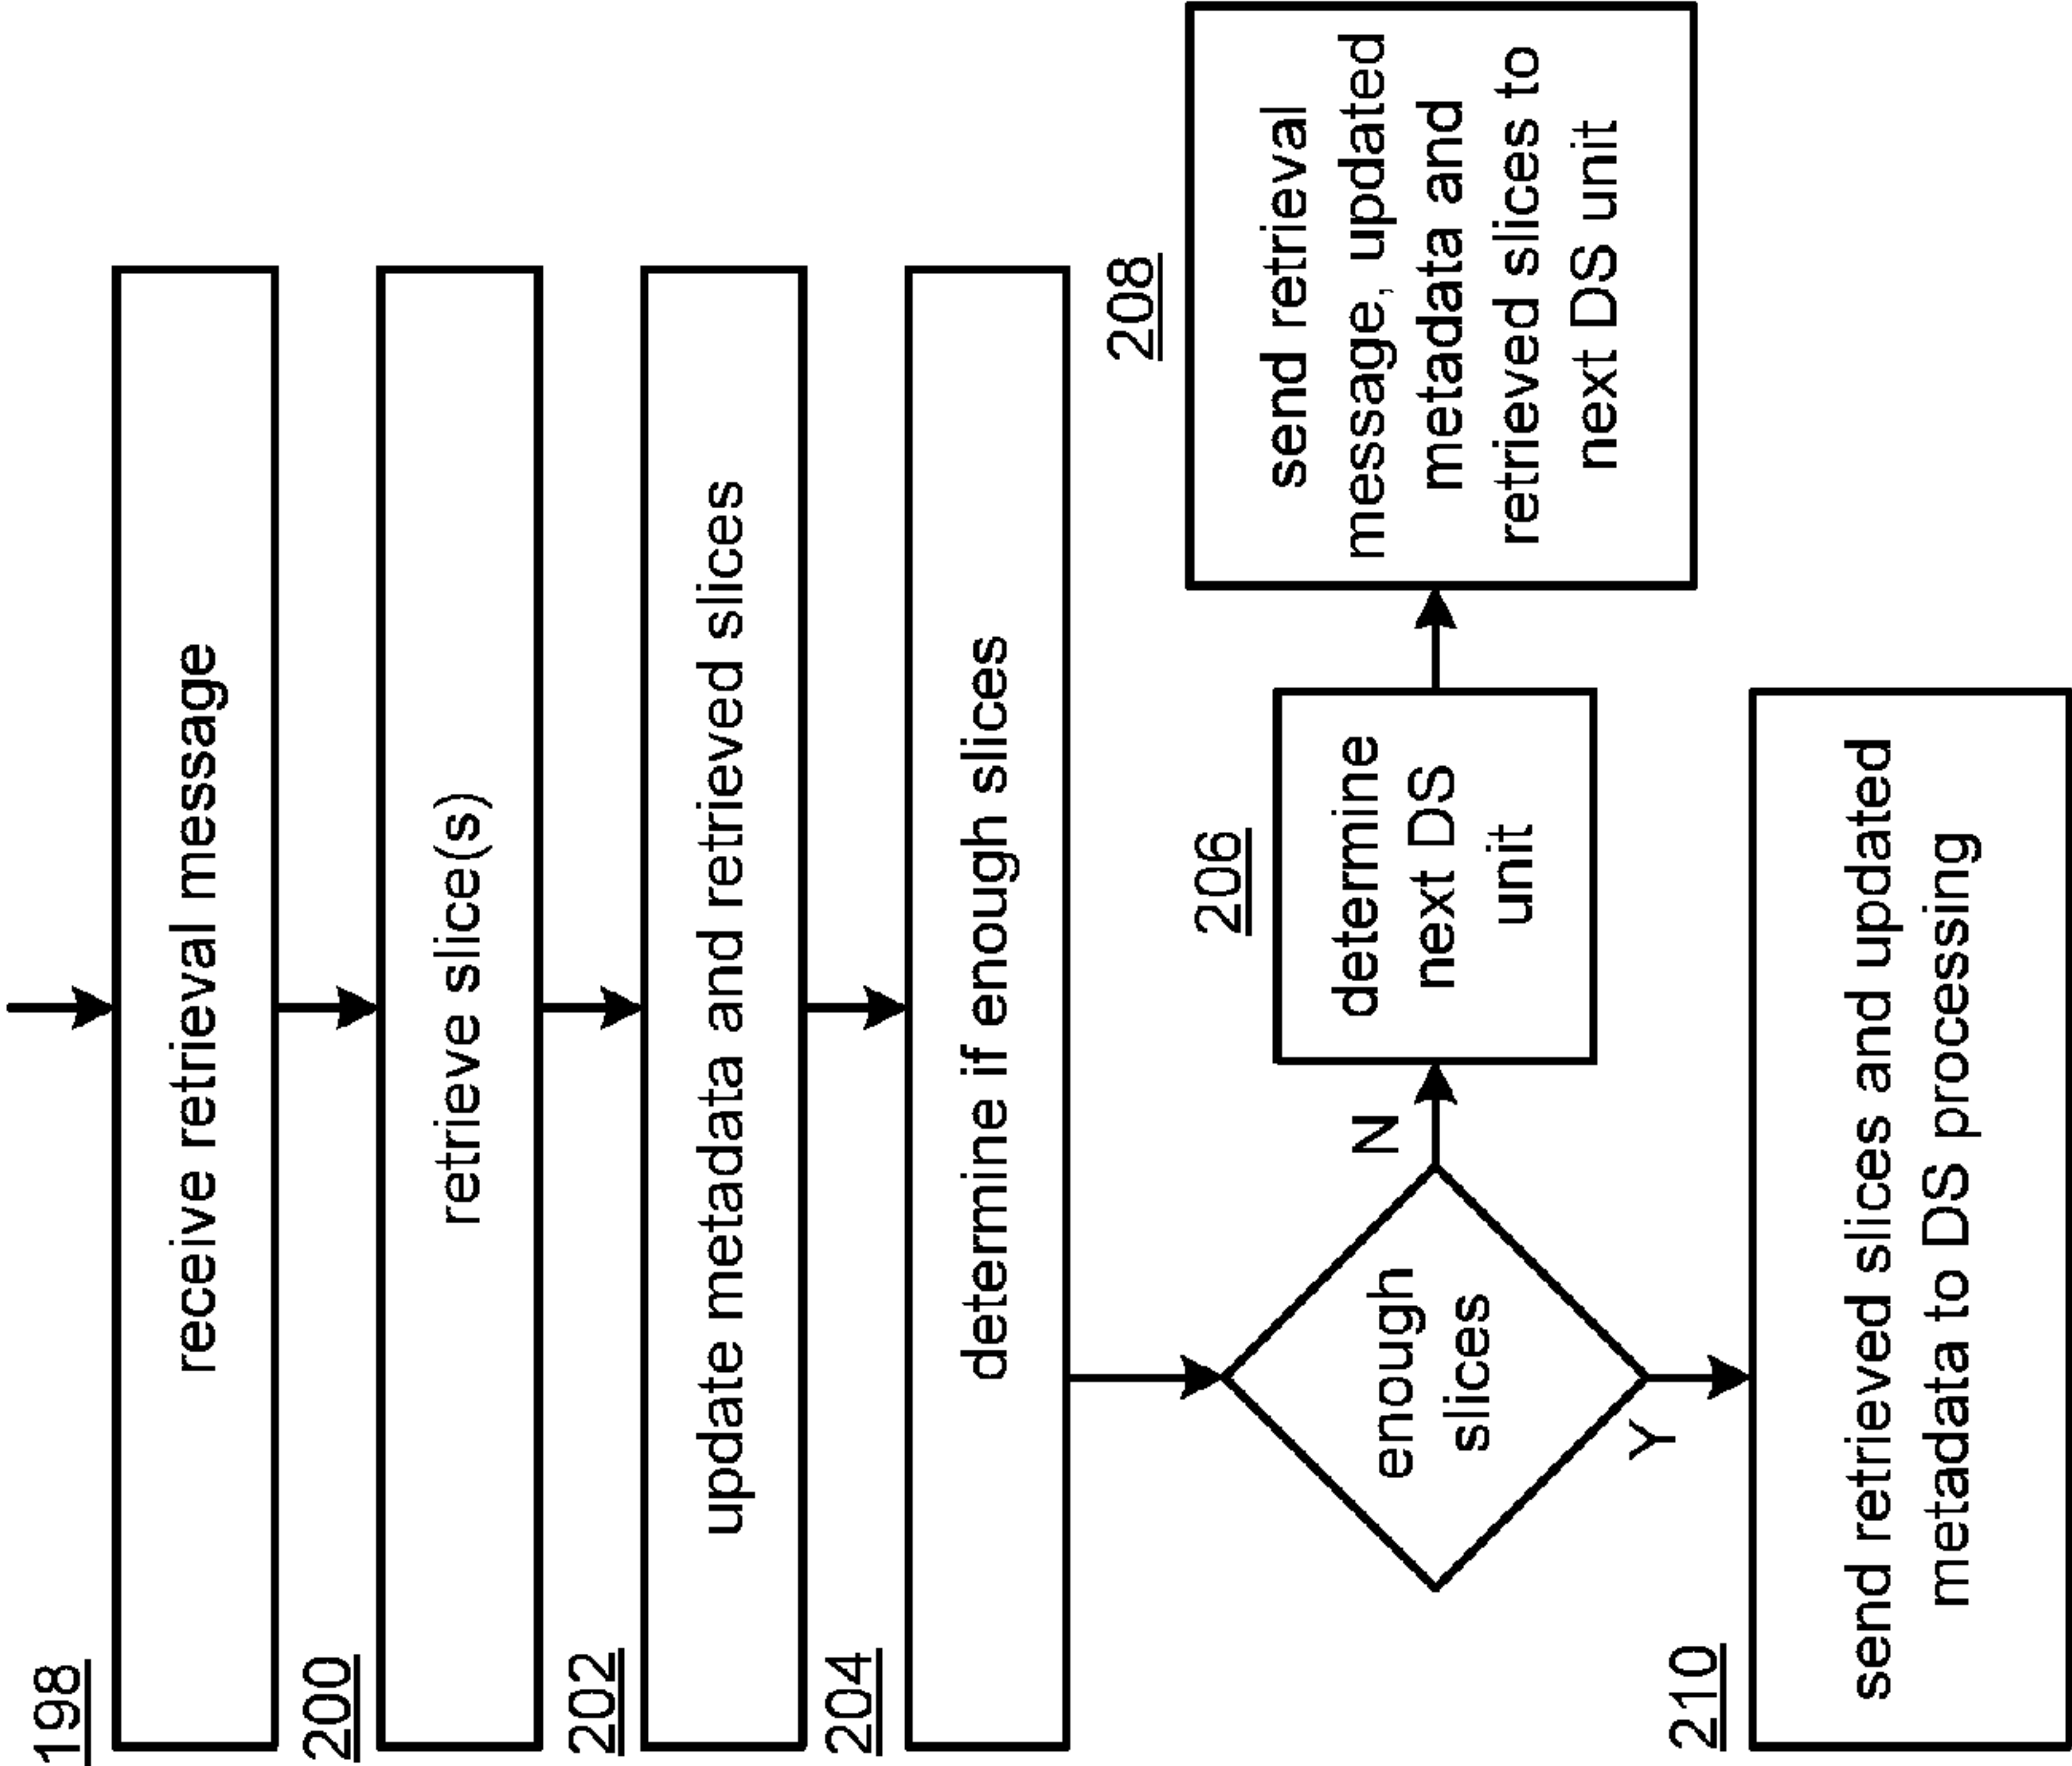 198
receive retrieval message
200
retrieve slice(s)
202
update metadata and retrieved slices
204
determine if enough slices
enough
slices
N
Y
206
determine
next DS
unit
208
send retrieval
message, updated
metadata and
retrieved slices to
next DS unit
210
send retrieved slices and updated
metadata to DS processing